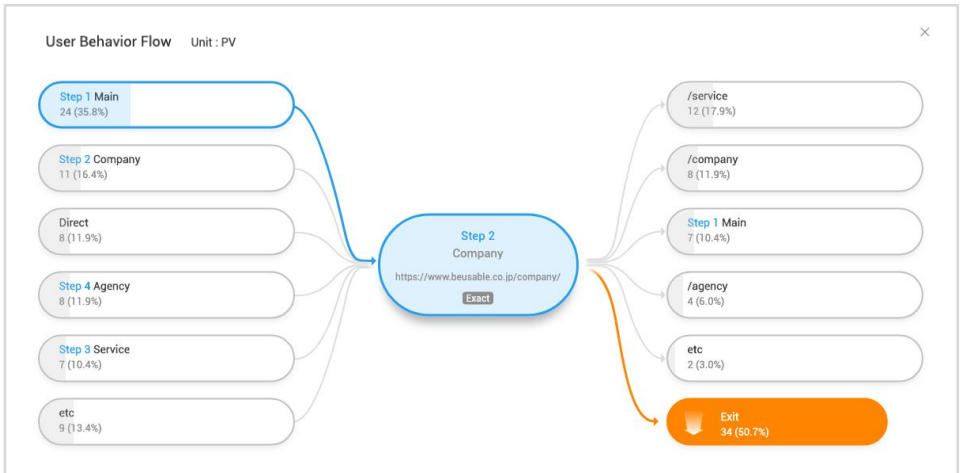 User Behavior Flow Unit : PV
Step 1 Main
24 (35.8%)
Step 2 Company
11 (16.4%)
Direct
8 (11.9%)
Step 4 Agency
8 (11.9%)
Step 3 Service
7 (10.4%)
etc
9 (13.4%)
Step 2
Company
https://www.beusable.co.jp/company/
Exact
/service
12 (17.9%)
/company
8 (11.9%)
Step 1 Main
7 (10.4%)
/agency
4 (6.0%)
etc
2 (3.0%)
Exit
34 (50.7%)